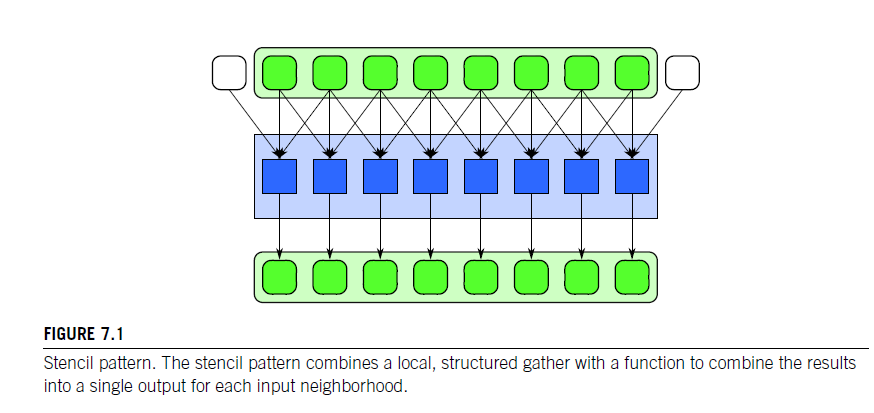 FIGURE 7.1
Stencil pattern. The stencil pattern combines a local, structured gather with a function to combine the results
into a single output for each input neighborhood.